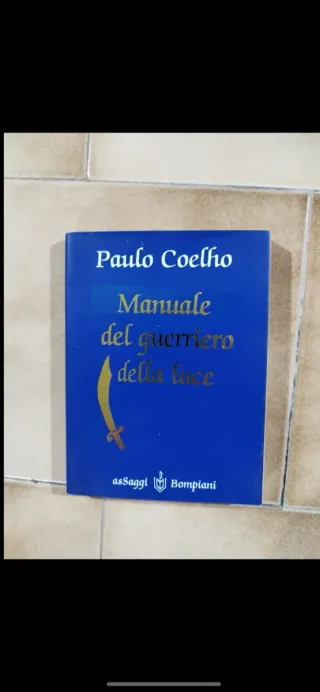 Paulo Coelho
Manuale
del guerriero
della luce
asSaggi Bompiani